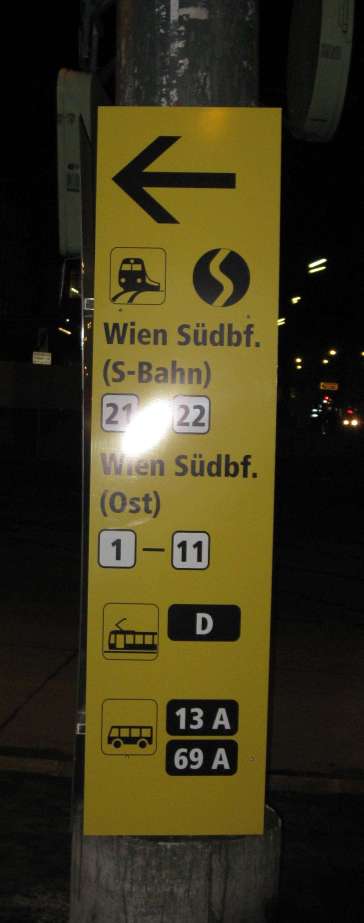 Wien Südbf.
(S-Bahn)
21 22
Wien Südbf.
(Ost)
1 — 11
D
13 A
69 A